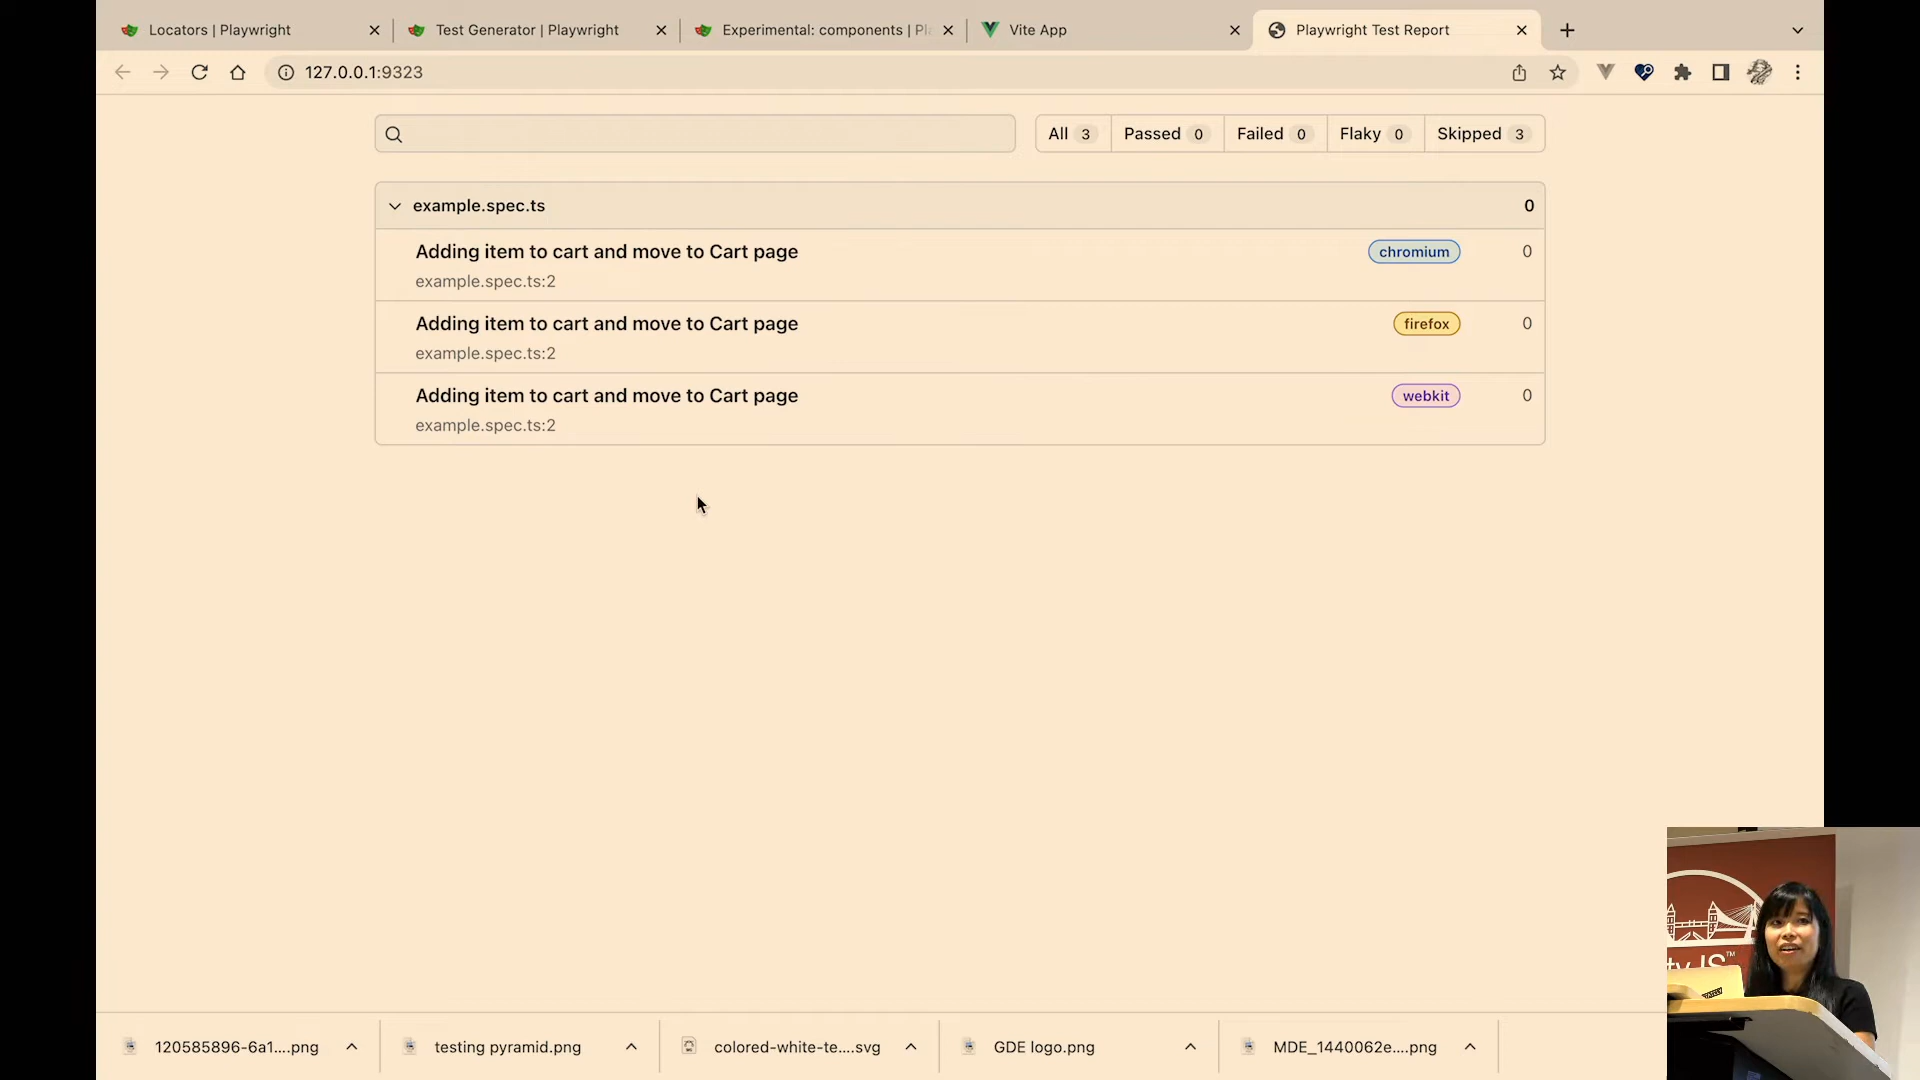 Locators | Playwright
Test Generator | Playwright
Experimental: components | Pl
Vite App
Playwright Test Report
127.0.0.1:9323
All 3
Passed 0
Failed 0
Flaky 0
Skipped 3
example.spec.ts 0
Adding item to cart and move to Cart page chromium 0
example.spec.ts:2
Adding item to cart and move to Cart page firefox 0
example.spec.ts:2
Adding item to cart and move to Cart page webkit 0
example.spec.ts:2
ty JS™
120585896-6a1....png
testing pyramid.png
colored-white-te....svg
GDE logo.png
MDE_1440062e....png